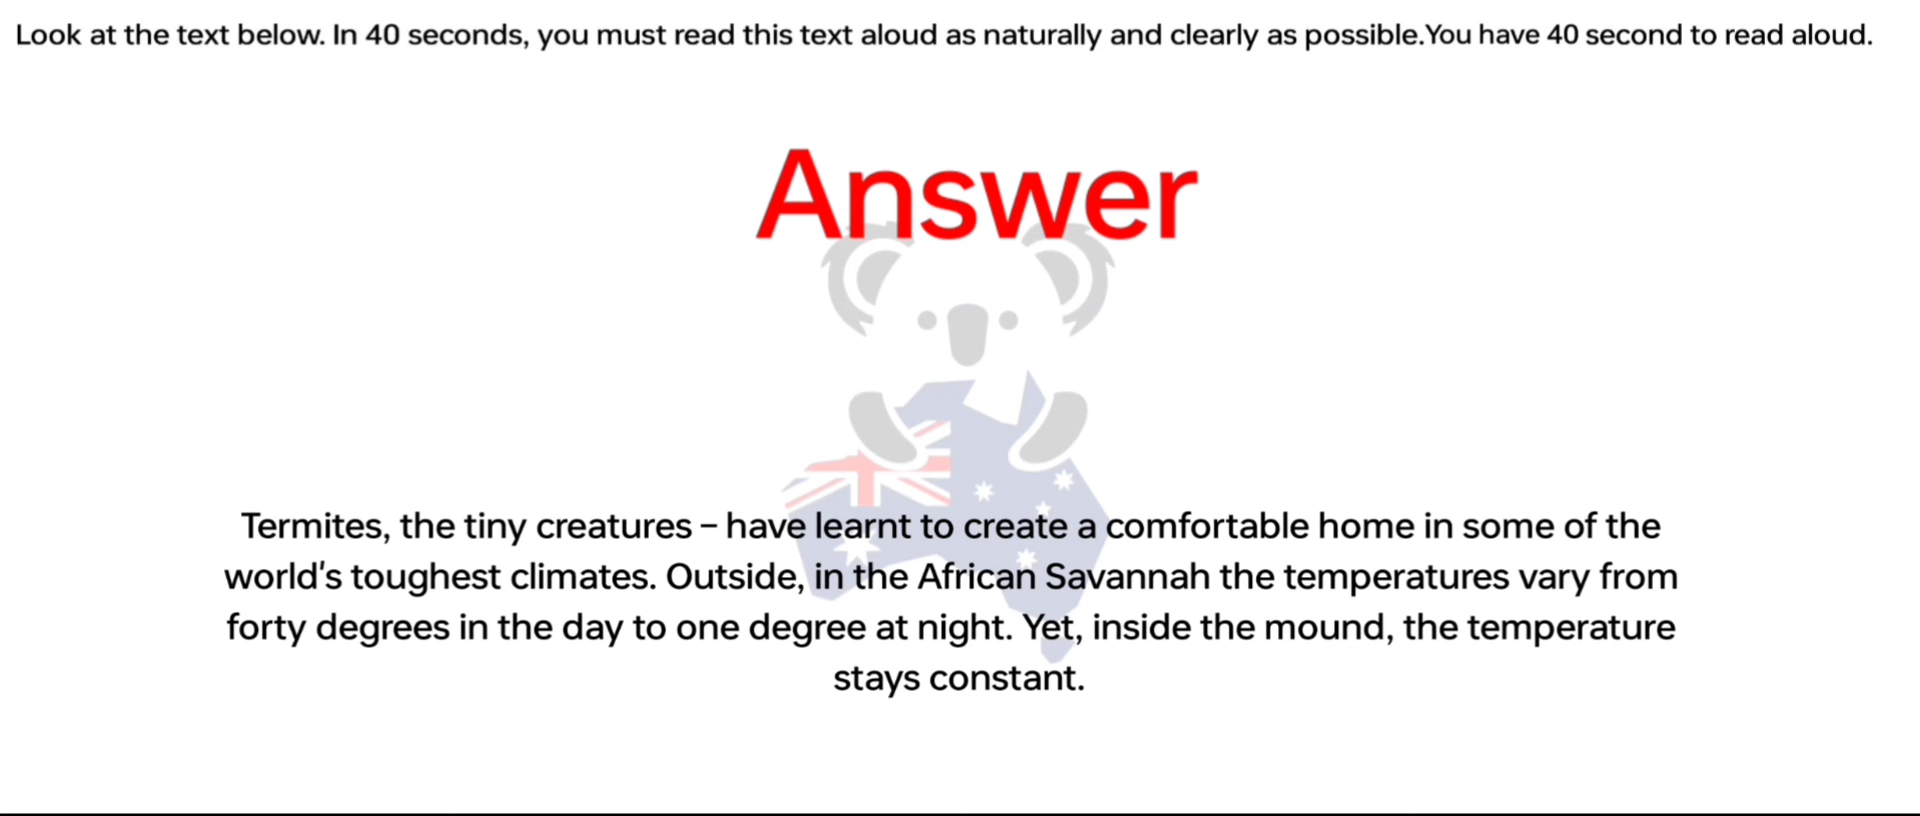 Look at the text below. In 40 seconds, you must read this text aloud as naturally and clearly as possible.You have 40 second to read aloud.
Answer
Termites, the tiny creatures – have learnt to create a comfortable home in some of the
world's toughest climates. Outside, in the African Savannah the temperatures vary from
forty degrees in the day to one degree at night. Yet, inside the mound, the temperature
stays constant.